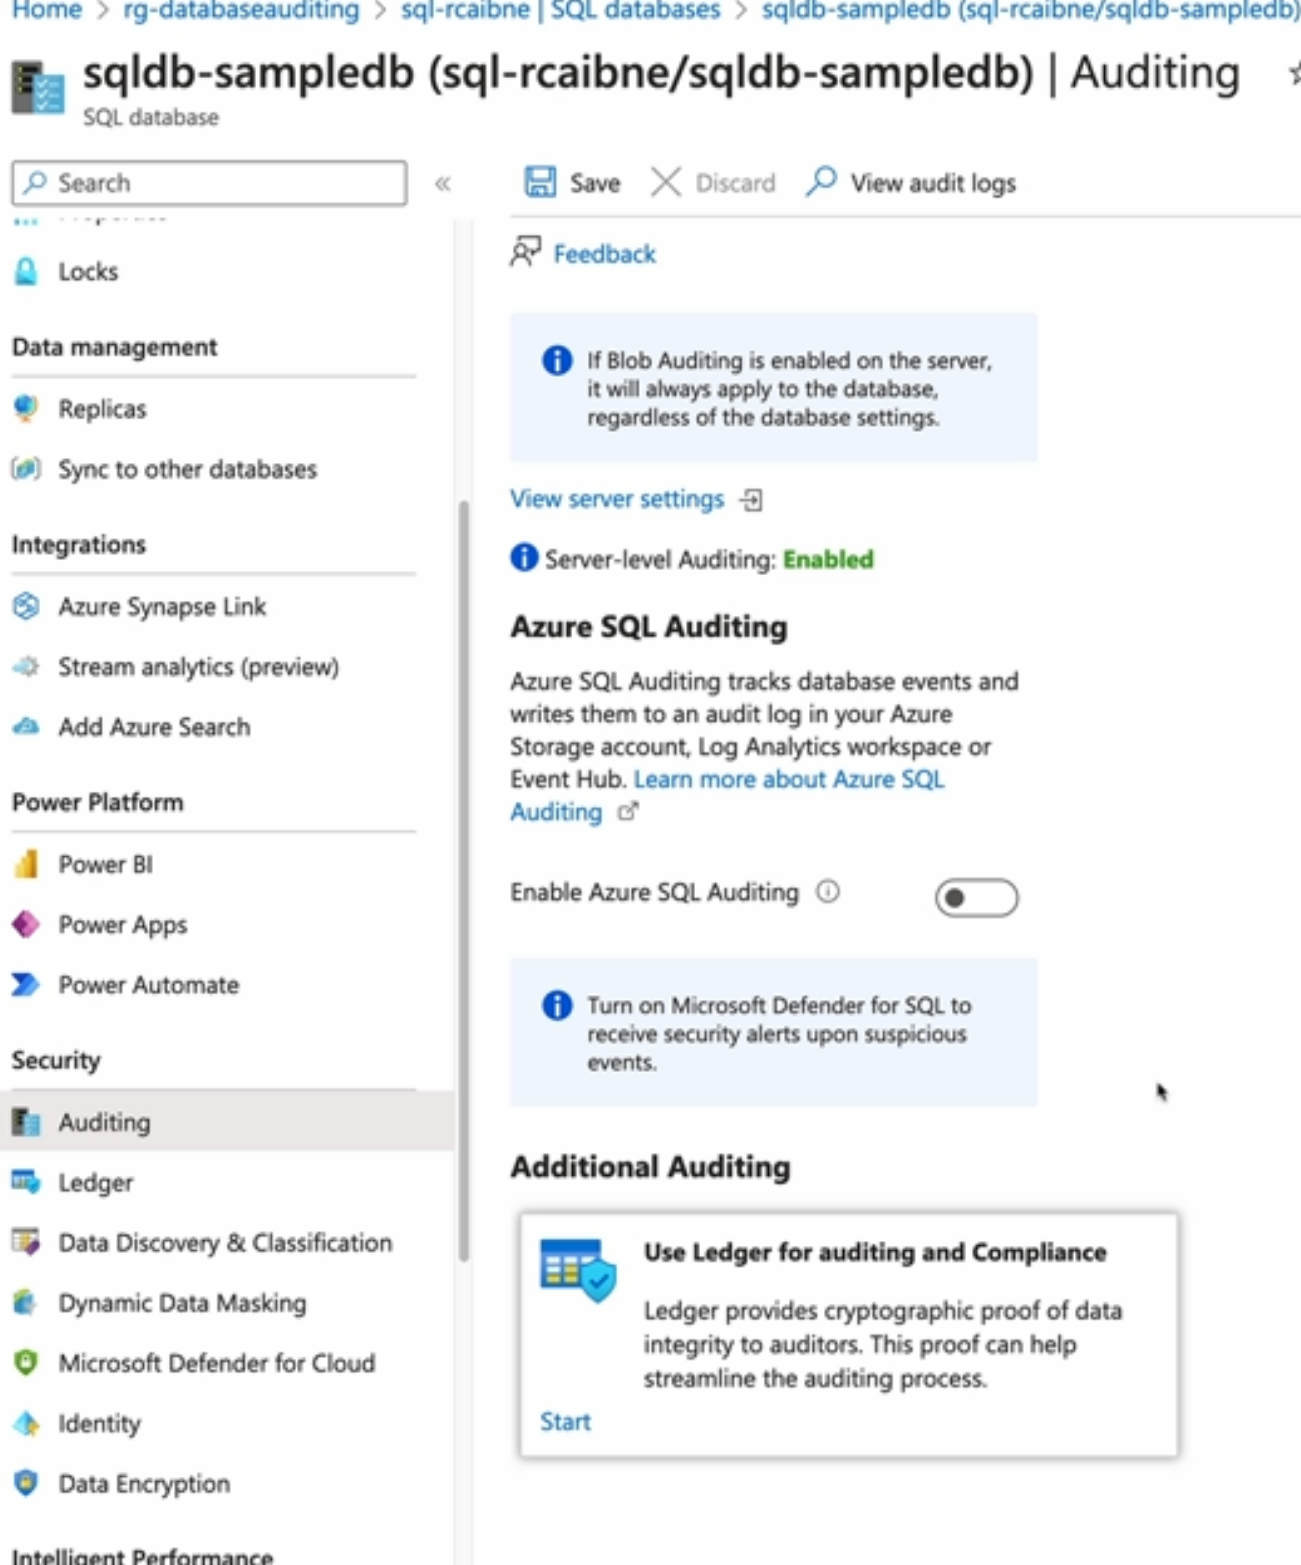 Home > rg-databaseauditing > sql-rcaibne | SQL databases > sqldb-sampledb (sql-rcaibne/sqldb-sampledb)
sqldb-sampledb (sql-rcaibne/sqldb-sampledb) | Auditing
SQL database
Search
«
Save
Discard
View audit logs
Properties
Locks
Data management
Replicas
Sync to other databases
Integrations
Azure Synapse Link
Stream analytics (preview)
Add Azure Search
Power Platform
Power BI
Power Apps
Power Automate
Security
Auditing
Ledger
Data Discovery & Classification
Dynamic Data Masking
Microsoft Defender for Cloud
Identity
Data Encryption
Intelligent Performance
Feedback
If Blob Auditing is enabled on the server,
it will always apply to the database,
regardless of the database settings.
View server settings
Server-level Auditing: Enabled
Azure SQL Auditing
Azure SQL Auditing tracks database events and
writes them to an audit log in your Azure
Storage account, Log Analytics workspace or
Event Hub. Learn more about Azure SQL
Auditing
Enable Azure SQL Auditing
Turn on Microsoft Defender for SQL to
receive security alerts upon suspicious
events.
Additional Auditing
Use Ledger for auditing and Compliance
Ledger provides cryptographic proof of data
integrity to auditors. This proof can help
streamline the auditing process.
Start